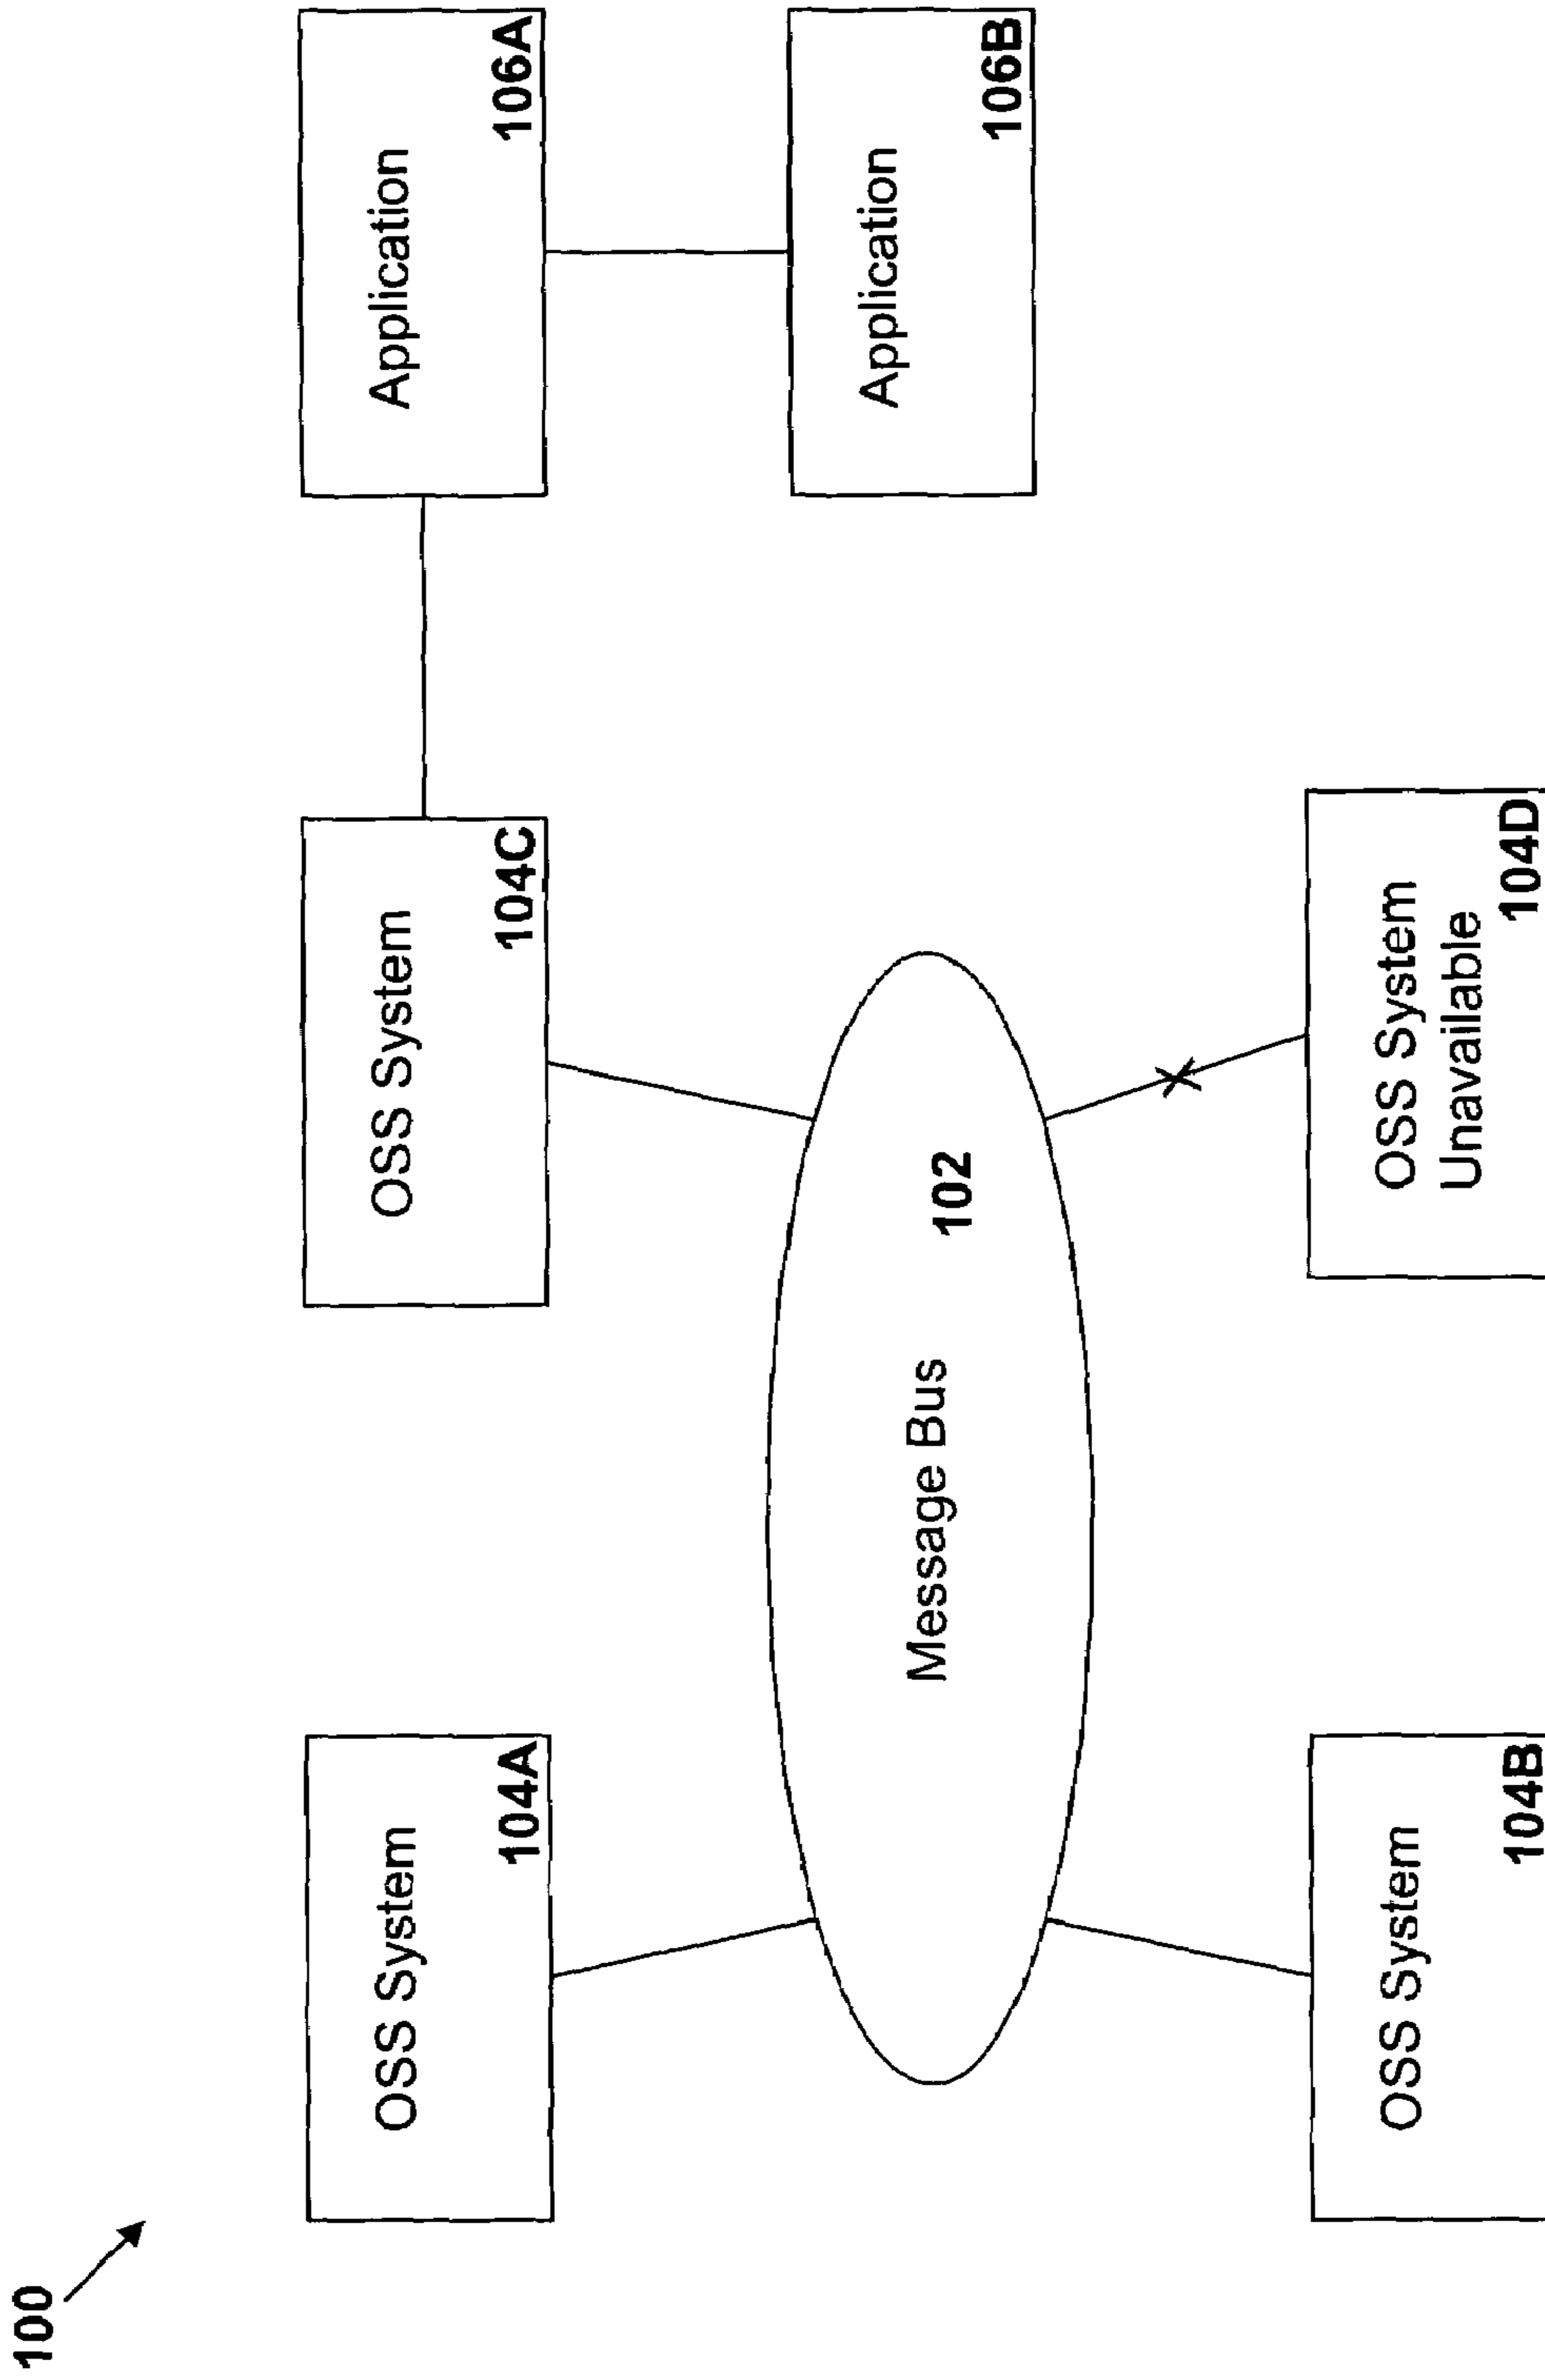 100
OSS System
104A
OSS System
104C
Application
106A
Message Bus
102
Application
106B
OSS System
104B
OSS System
Unavailable
104D